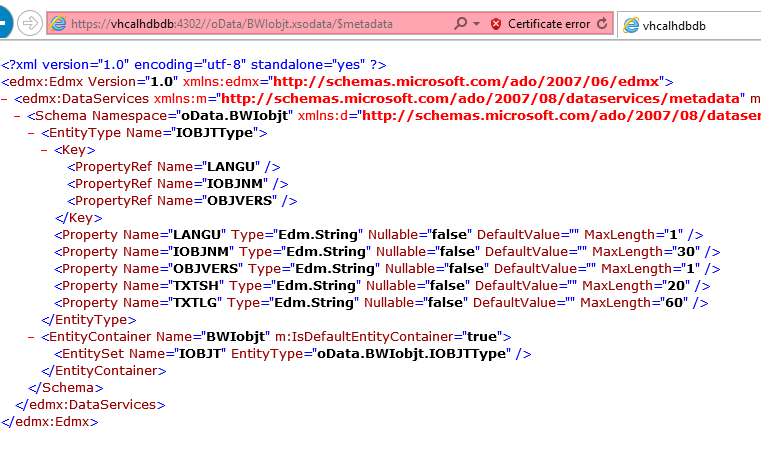 https://vhcalhdbdb:4302//oData/BWIobjt.xsodata/$metadata Certificate error vhcalhdbdb
<?xml version="1.0" encoding="utf-8" standalone="yes" ?>
<edmx:Edmx Version="1.0" xmlns:edmx="http://schemas.microsoft.com/ado/2007/06/edmx">
- <edmx:DataServices xmlns:m="http://schemas.microsoft.com/ado/2007/08/dataservices/metadata" m
- <Schema Namespace="oData.BWIobjt" xmlns:d="http://schemas.microsoft.com/ado/2007/08/dataser
- <EntityType Name="IOBJTType">
- <Key>
<PropertyRef Name="LANGU" />
<PropertyRef Name="IOBJNM" />
<PropertyRef Name="OBJVERS" />
</Key>
<Property Name="LANGU" Type="Edm.String" Nullable="false" DefaultValue="" MaxLength="1" />
<Property Name="IOBJNM" Type="Edm.String" Nullable="false" DefaultValue="" MaxLength="30" />
<Property Name="OBJVERS" Type="Edm.String" Nullable="false" DefaultValue="" MaxLength="1" />
<Property Name="TXTSH" Type="Edm.String" Nullable="false" DefaultValue="" MaxLength="20" />
<Property Name="TXTLG" Type="Edm.String" Nullable="false" DefaultValue="" MaxLength="60" />
</EntityType>
- <EntityContainer Name="BWIobjt" m:IsDefaultEntityContainer="true">
<EntitySet Name="IOBJT" EntityType="oData.BWIobjt.IOBJTType" />
</EntityContainer>
</Schema>
</edmx:DataServices>
</edmx:Edmx>